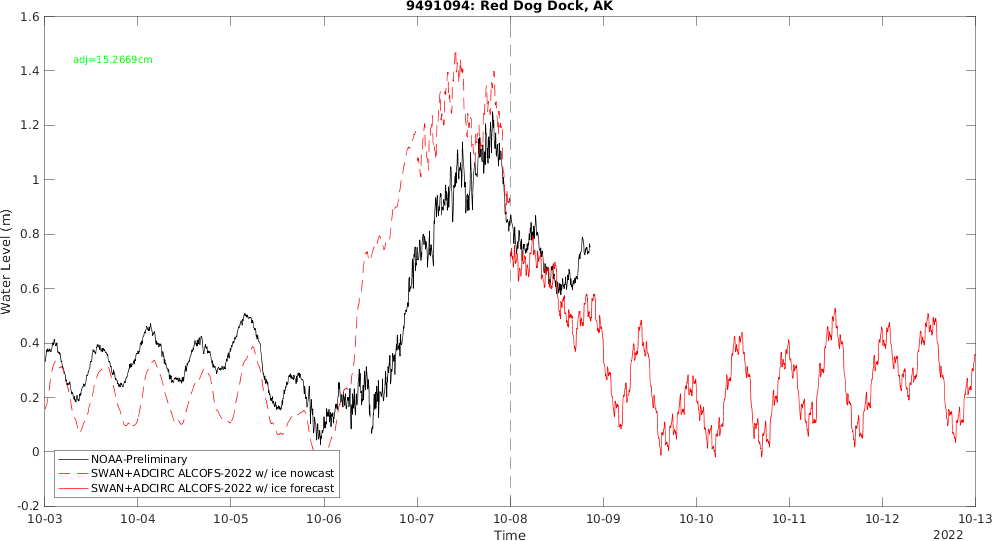 9491094: Red Dog Dock, AK
adj=15.2669cm
Water Level (m)
1.6
1.4
1.2
1
0.8
0.6
0.4
0.2
0
-0.2
NOAA-Preliminary
SWAN+ADCIRC ALCOFS-2022 w/ ice nowcast
SWAN+ADCIRC ALCOFS-2022 w/ ice forecast
10-03 10-04 10-05 10-06 10-07 10-08 10-09 10-10 10-11 10-12 10-13
Time
2022